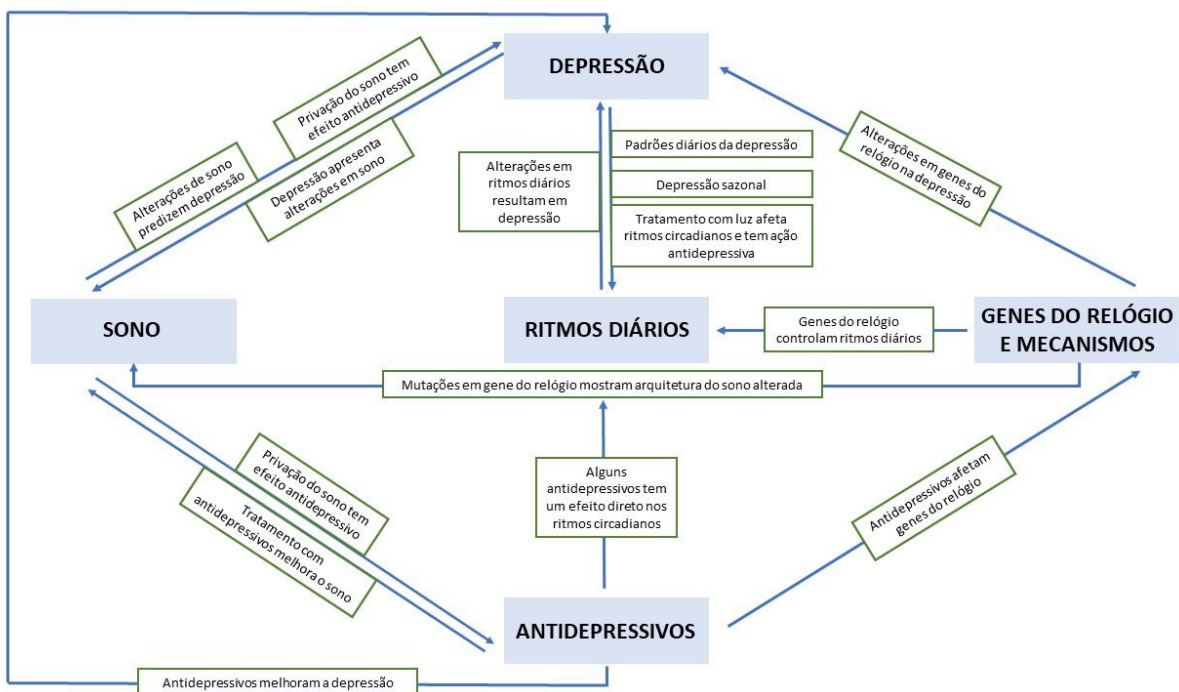 DEPRESSÃO
Privação do sono tem
efeito antidepressivo
Alterações de sono
predizem depressão
Depressão apresenta
alterações em sono
Alterações em
ritmos diários
resultam em
depressão
Padrões diários da depressão
Depressão sazonal
Tratamento com luz afeta
ritmos circadianos e tem ação
antidepressiva
Alterações em genes do
relógio na depressão
SONO
RITMOS DIÁRIOS
Genes do relógio
controlam ritmos diários
GENES DO RELÓGIO
E MECANISMOS
Mutações em gene do relógio mostram arquitetura do sono alterada
Privação do sono tem
efeito antidepressivo
Tratamento com
antidepressivos melhora o sono
Alguns
antidepressivos tem
um efeito direto nos
ritmos circadianos
Antidepressivos afetam
genes do relógio
ANTIDEPRESSIVOS
Antidepressivos melhoram a depressão